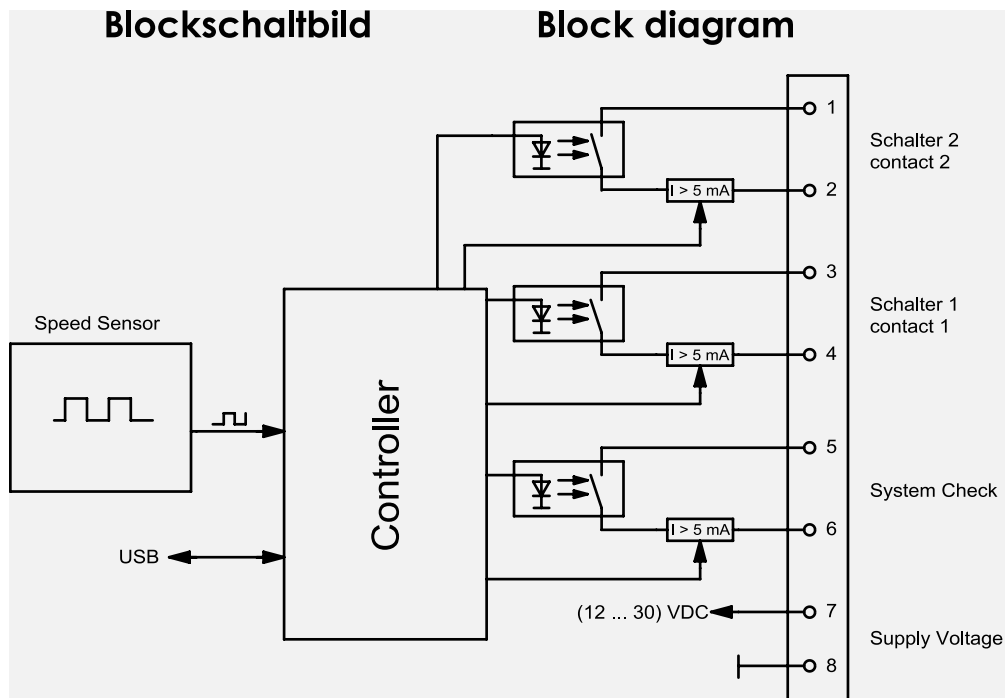 Blockschaltbild
Block diagram
1
Schalter 2
contact 2
I > 5 mA
2
3
Schalter 1
contact 1
I > 5 mA
4
Speed Sensor
Controller
5
System Check
I > 5 mA
6
USB
(12 ... 30) VDC
7
Supply Voltage
8